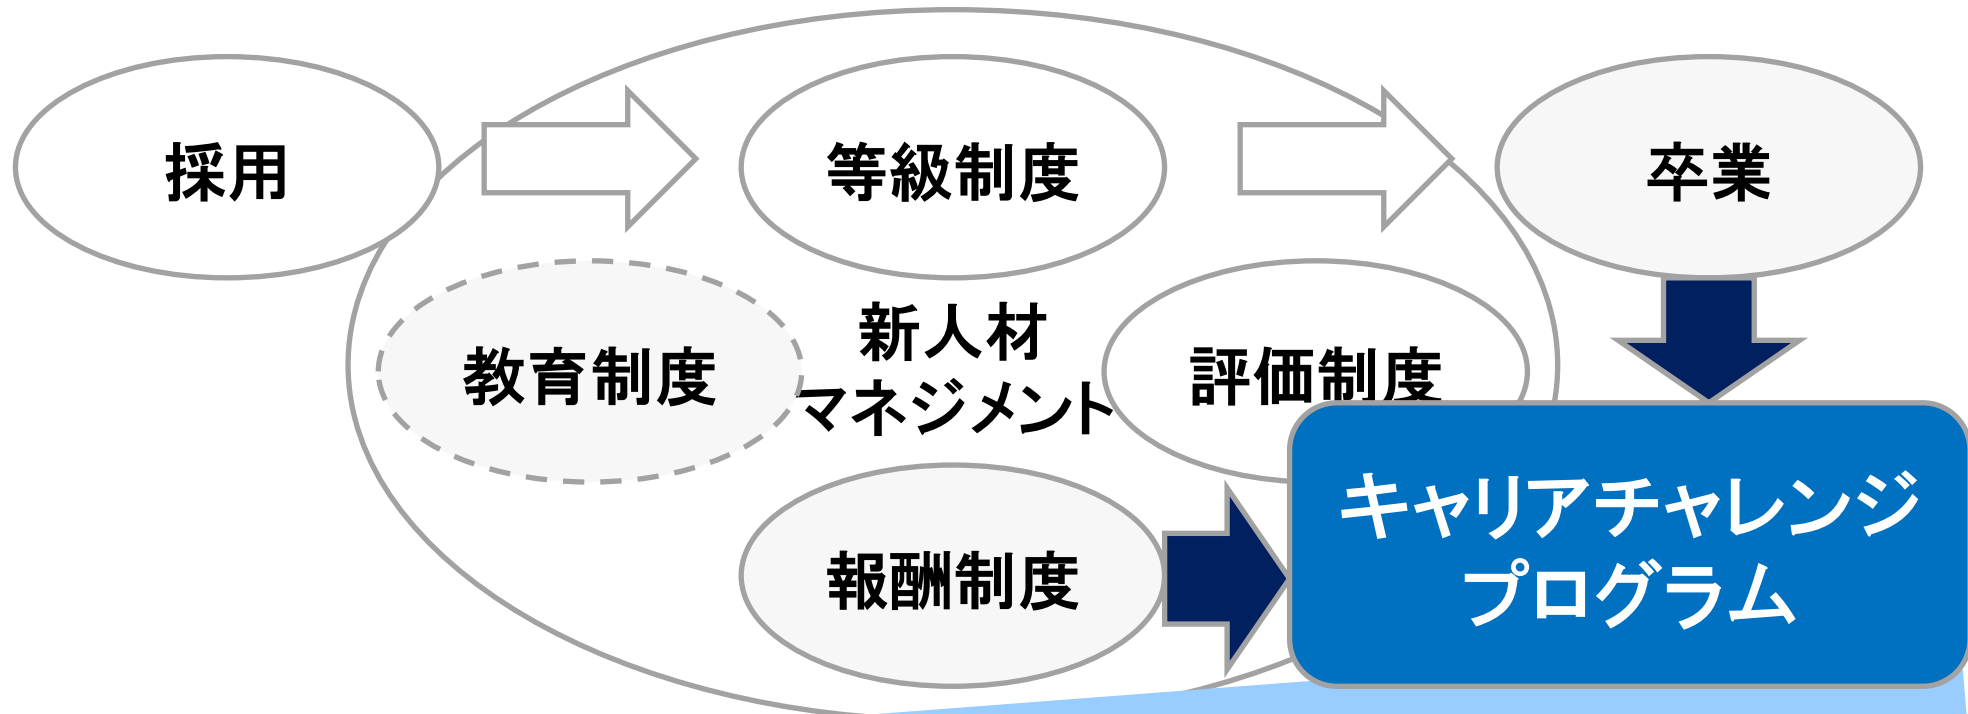 採用
等級制度
卒業
教育制度
新人材
マネジメント
評価制度
報酬制度
キャリアチャレンジ
プログラム